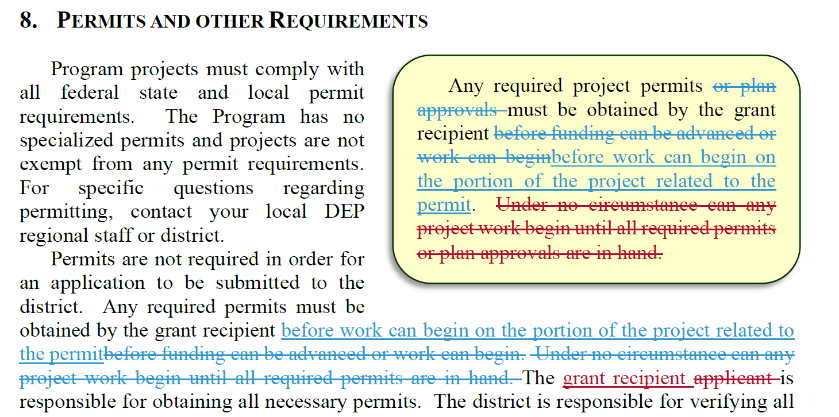 8. PERMITS AND OTHER REQUIREMENTS
Program projects must comply with
all federal state and local permit
requirements. The Program has no
specialized permits and projects are not
exempt from any permit requirements.
For specific questions regarding
permitting, contact your local DEP
regional staff or district.
Permits are not required in order for
an application to be submitted to the
district. Any required permits must be
Any required project permits or plan
approvals must be obtained by the grant
recipient before funding can be advanced or
work can beginbefore work can begin on
the portion of the project related to the
permit. Under no circumstance can any
project work begin until all required permits
or plan approvals are in hand.
obtained by the grant recipient before work can begin on the portion of the project related to
the permitbefore funding can be advanced or work can begin. Under no circumstance can any
project work begin until all required permits are in hand. The grant recipient applicant is
responsible for obtaining all necessary permits. The district is responsible for verifying all